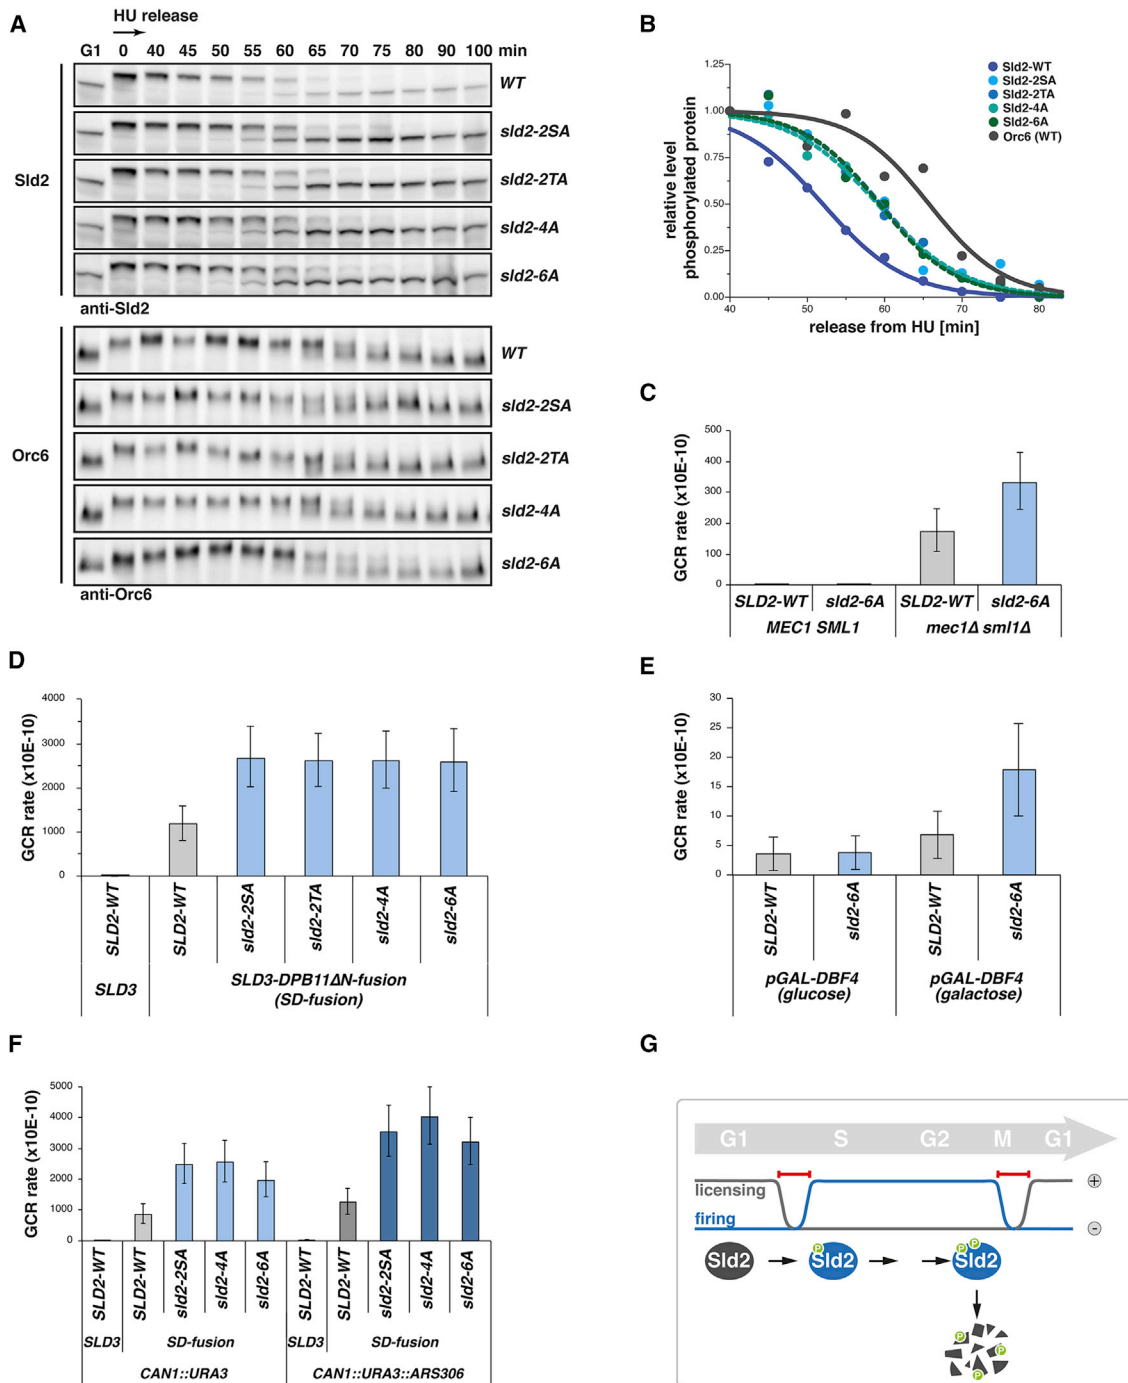 A
HU release
G1 0 40 45 50 55 60 65 70 75 80 90 100 min
WT
sld2-2SA
Sld2
sld2-2TA
sld2-4A
sld2-6A
anti-Sld2
WT
sld2-2SA
Orc6
sld2-2TA
sld2-4A
sld2-6A
anti-Orc6
B
relative level
phosphorylated protein
1.25
1.00
0.75
0.50
0.25
0.00
40 50 60 70 80
release from HU [min]
Sld2-WT
Sld2-2SA
Sld2-2TA
Sld2-4A
Sld2-6A
Orc6 (WT)
C
GCR rate (x10E-10)
500
400
300
200
100
0
SLD2-WT sld2-6A SLD2-WT sld2-6A
MEC1 SML1 mec1Δ sml1Δ
D
GCR rate (x10E-10)
4000
3000
2000
1000
0
SLD2-WT SLD2-WT sld2-2SA sld2-2TA sld2-4A sld2-6A
SLD3 SLD3-DPB11ΔN-fusion
(SD-fusion)
E
GCR rate (x10E-10)
30
25
20
15
10
5
0
SLD2-WT sld2-6A SLD2-WT sld2-6A
pGAL-DBF4 pGAL-DBF4
(glucose) (galactose)
F
GCR rate (x10E-10)
5000
4000
3000
2000
1000
0
SLD2-WT SLD2-WT sld2-2SA sld2-4A sld2-6A SLD2-WT SLD2-WT sld2-2SA sld2-4A sld2-6A
SLD3 SD-fusion SLD3 SD-fusion
CAN1::URA3 CAN1::URA3::ARS306
G
G1 S G2 M G1
licensing +
firing -
P P P
Sld2 Sld2 Sld2
P
P
P